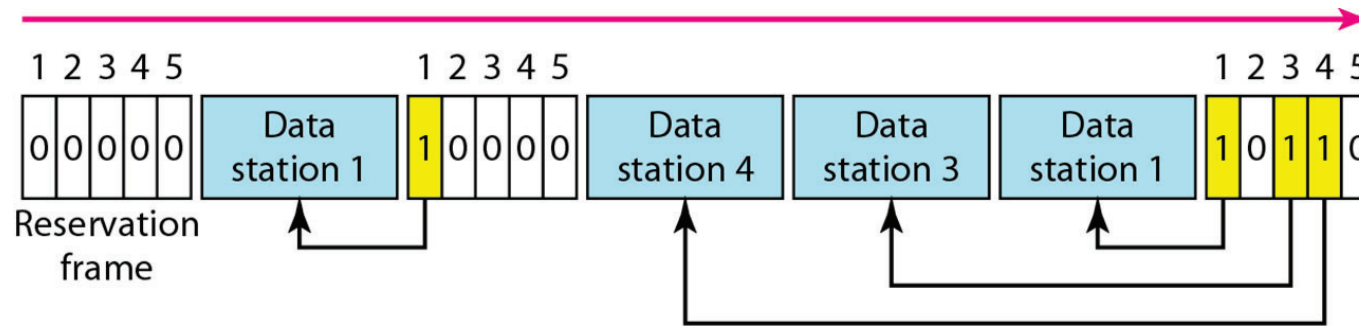 1 2 3 4 5 1 2 3 4 5 1 2 3 4 5
0 0 0 0 0 Data station 1 1 0 0 0 0 Data station 4 Data station 3 Data station 1 1 0 1 1 0
Reservation
frame